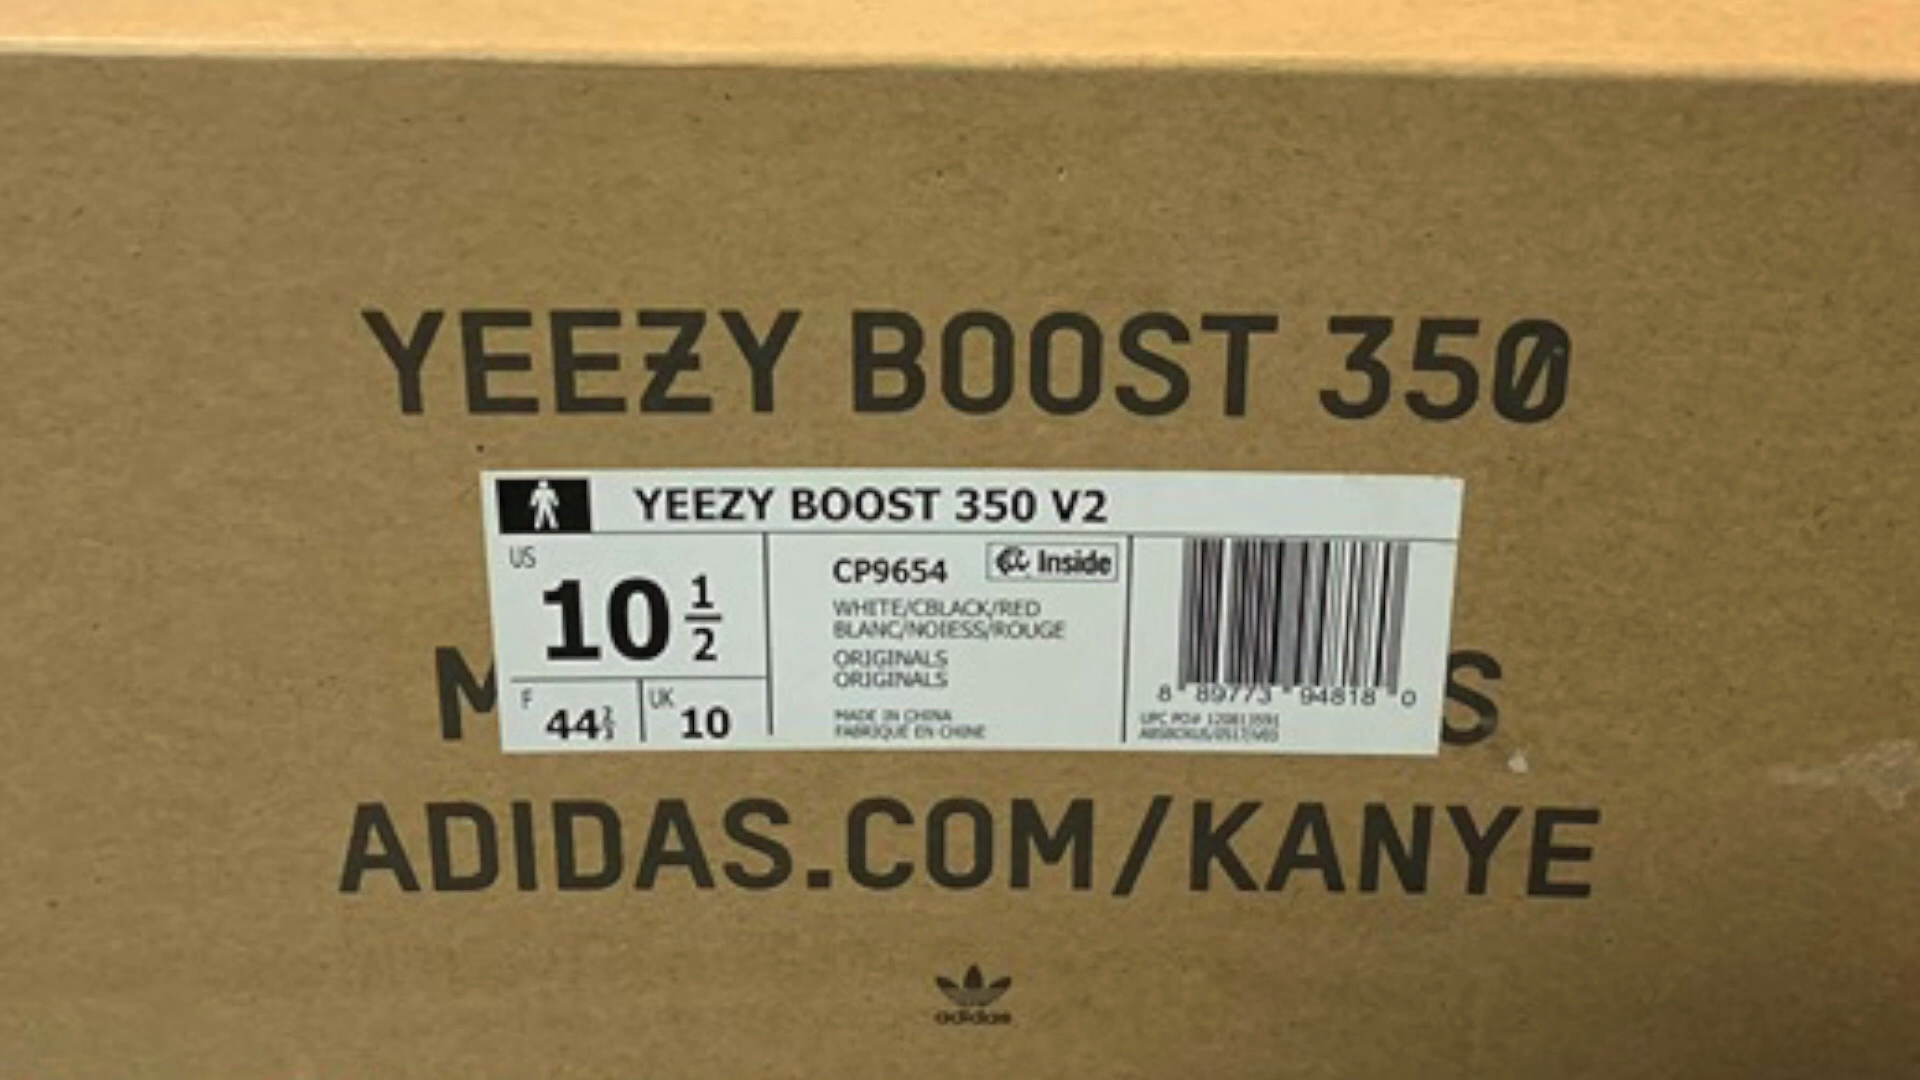 YEEZY BOOST 350
YEEZY BOOST 350 V2
US
10 1/2
F
44 2/3
UK
10
CP9654
Inside
WHITE/CBLACK/RED
BLANC/NOIESS/ROUGE
ORIGINALS
ORIGINALS
MADE IN CHINA
FABRIQUÉ EN CHINE
8 89773 94818 0
UPC PO#
M
S
ADIDAS.COM/KANYE
adidas